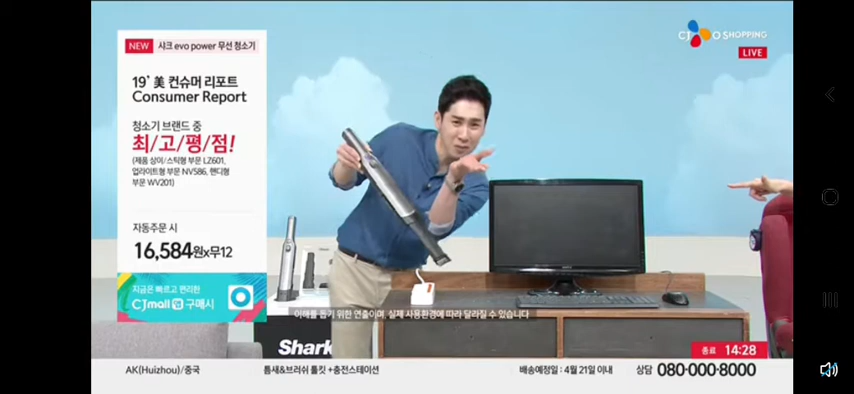 NEW 샤크 evo power 무선 청소기
19' 美 컨슈머 리포트
Consumer Report
청소기 브랜드 중
최/고/평/점!
(제품 상이/스틱형 부문 LZ601,
업라이트형 부문 NV586, 핸디형
부문 WV201)
자동주문 시
16,584원x무12
지금은 빠르고 편리한
CJmall 앱 구매시
CJ O SHOPPING
LIVE
이해를 돕기 위한 연출이며, 실제 사용환경에 따라 달라질 수 있습니다
Shark
종료 14:28
AK(Huizhou)/중국
틈새&브러쉬 툴킷 +충전스테이션
배송예정일 : 4월 21일 이내
상담 080-000-8000